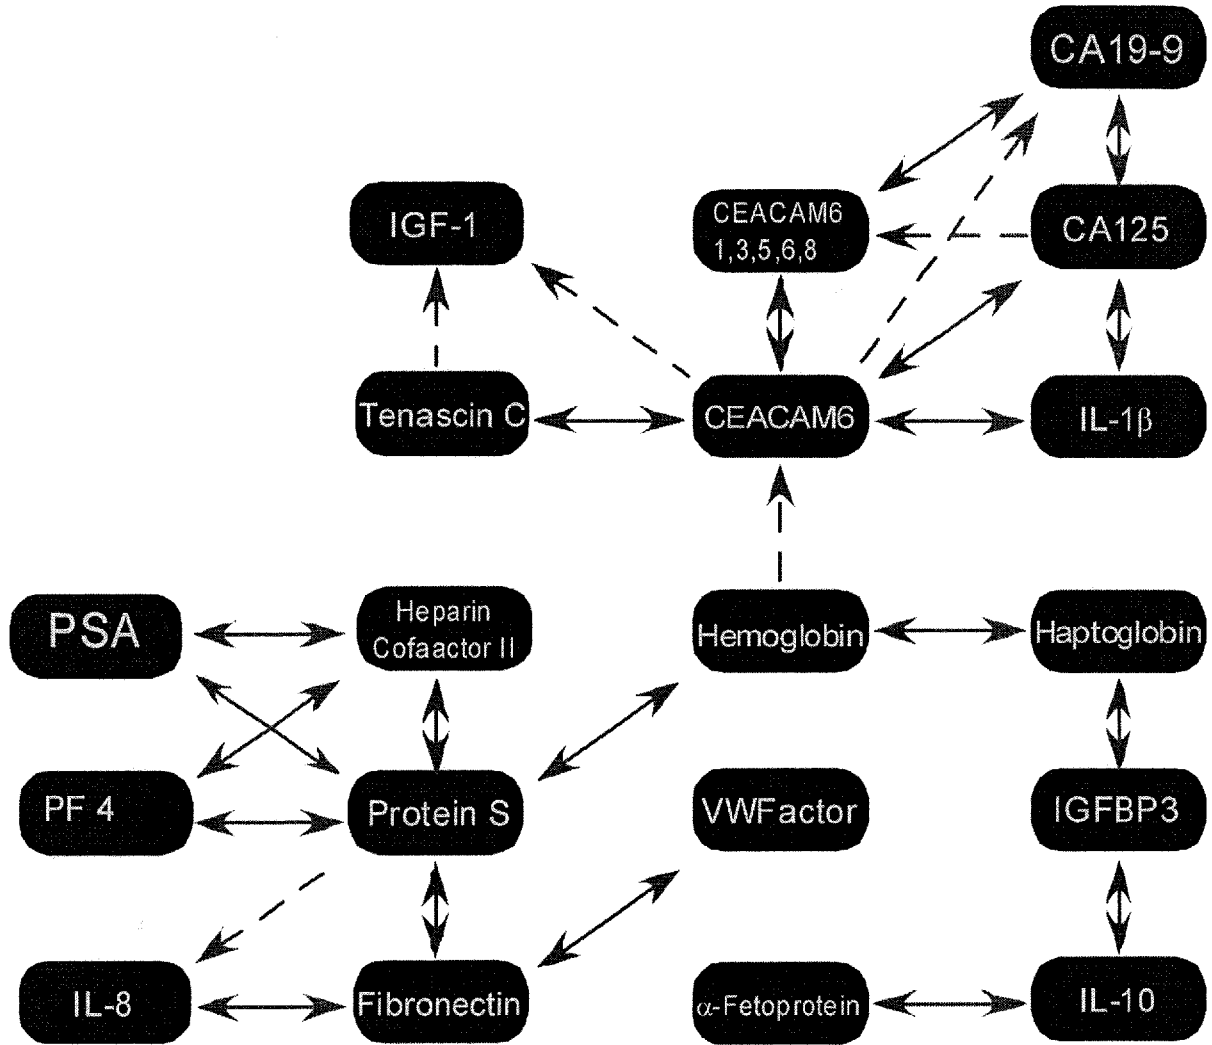 CA19-9
IGF-1
CEACAM6
1,3,5,6,8
CA125
Tenascin C
CEACAM6
IL-1β
PSA
Heparin
Cofaactor II
Hemoglobin
Haptoglobin
PF 4
Protein S
VWFactor
IGFBP3
IL-8
Fibronectin
α-Fetoprotein
IL-10